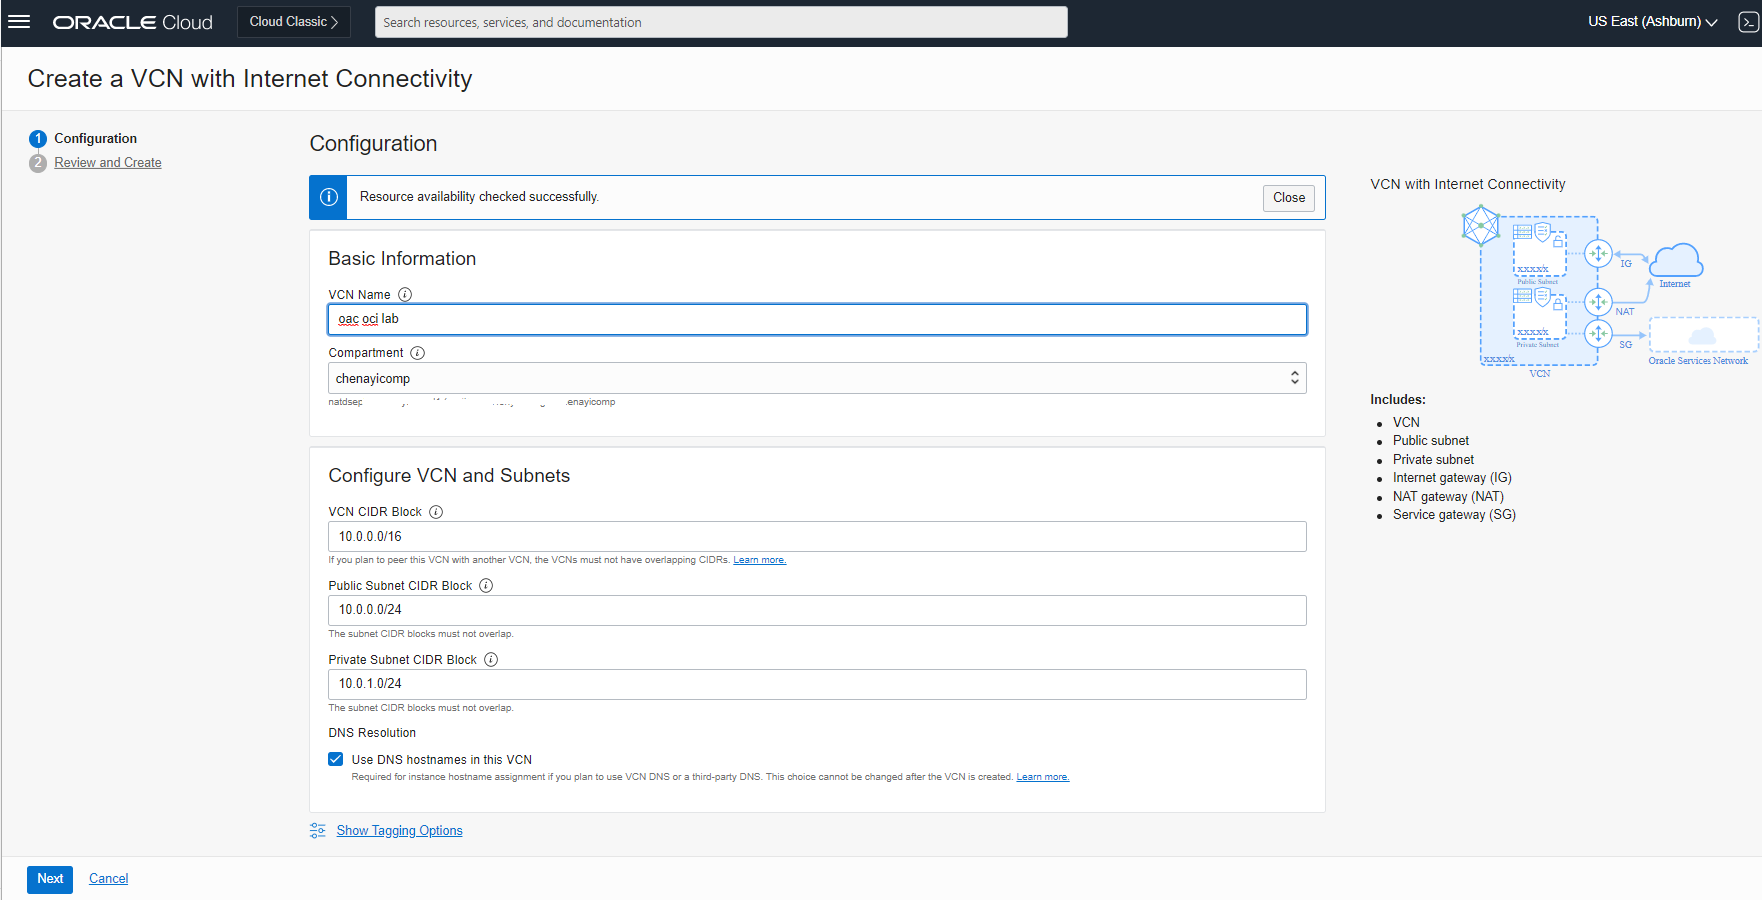 ORACLE Cloud
Cloud Classic
Search resources, services, and documentation
US East (Ashburn)
Create a VCN with Internet Connectivity
1 Configuration
2 Review and Create
Configuration
Resource availability checked successfully.
Close
Basic Information
VCN Name
oac oci lab
Compartment
chenayicomp
natdsep
enayicomp
Configure VCN and Subnets
VCN CIDR Block
10.0.0.0/16
If you plan to peer this VCN with another VCN, the VCNs must not have overlapping CIDRs. Learn more.
Public Subnet CIDR Block
10.0.0.0/24
The subnet CIDR blocks must not overlap.
Private Subnet CIDR Block
10.0.1.0/24
The subnet CIDR blocks must not overlap.
DNS Resolution
Use DNS hostnames in this VCN
Required for instance hostname assignment if you plan to use VCN DNS or a third-party DNS. This choice cannot be changed after the VCN is created. Learn more.
Show Tagging Options
Next
Cancel
VCN with Internet Connectivity
xxxx/x
Public Subnet
IG
Internet
xxxx/x
Private Subnet
NAT
SG
xxxx/x
VCN
Oracle Services Network
Includes:
VCN
Public subnet
Private subnet
Internet gateway (IG)
NAT gateway (NAT)
Service gateway (SG)